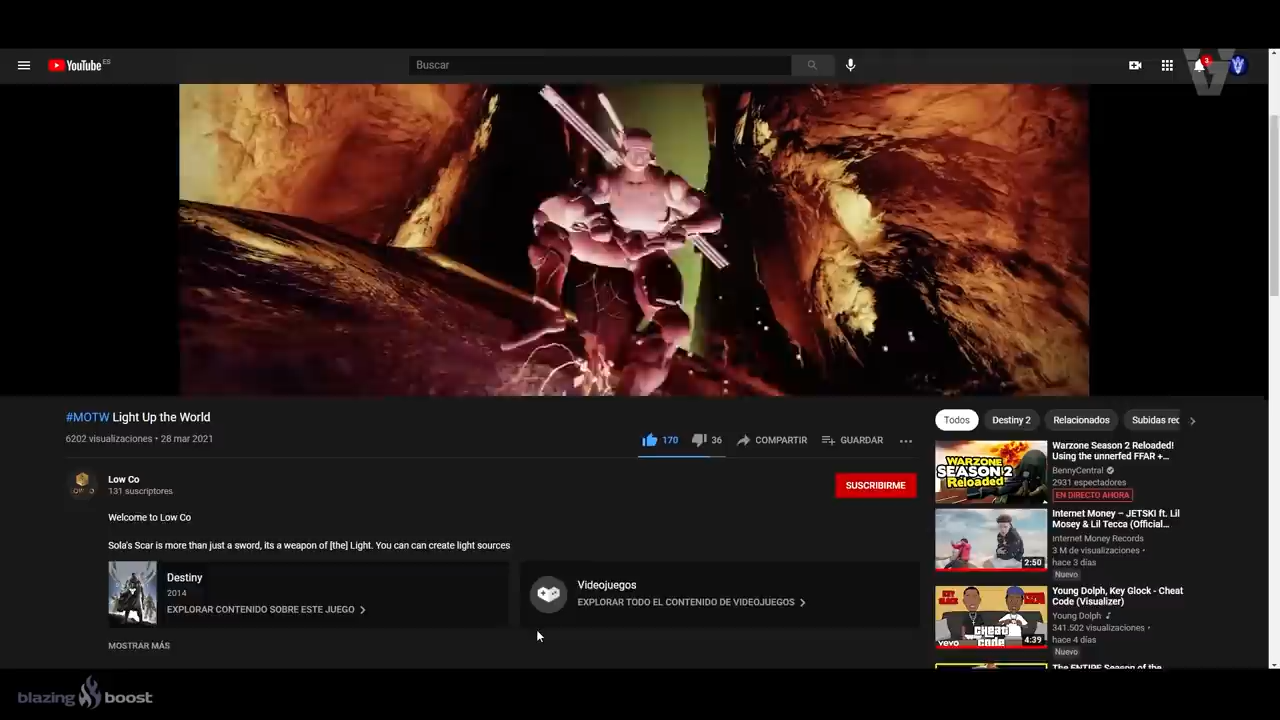 YouTube ES
Buscar
3
#MOTW Light Up the World
6202 visualizaciones • 28 mar 2021
170
36
COMPARTIR
GUARDAR
Low Co
131 suscriptores
SUSCRIBIRME
Welcome to Low Co
Sola's Scar is more than just a sword, its a weapon of [the] Light. You can can create light sources
Destiny
2014
EXPLORAR CONTENIDO SOBRE ESTE JUEGO
Videojuegos
EXPLORAR TODO EL CONTENIDO DE VIDEOJUEGOS
MOSTRAR MÁS
Todos
Destiny 2
Relacionados
Subidas rec
WARZONE
SEASON 2
Reloaded
Warzone Season 2 Reloaded!
Using the unnerfed FFAR +...
BennyCentral
2931 espectadores
EN DIRECTO AHORA
2:50
Internet Money – JETSKI ft. Lil
Mosey & Lil Tecca (Official...
Internet Money Records
3 M de visualizaciones •
hace 3 días
Nuevo
CHEAT
CODE
vevo
4:39
Young Dolph, Key Glock - Cheat
Code (Visualizer)
Young Dolph
341.502 visualizaciones •
hace 4 días
Nuevo
The ENTIRE Season of the
blazing boost